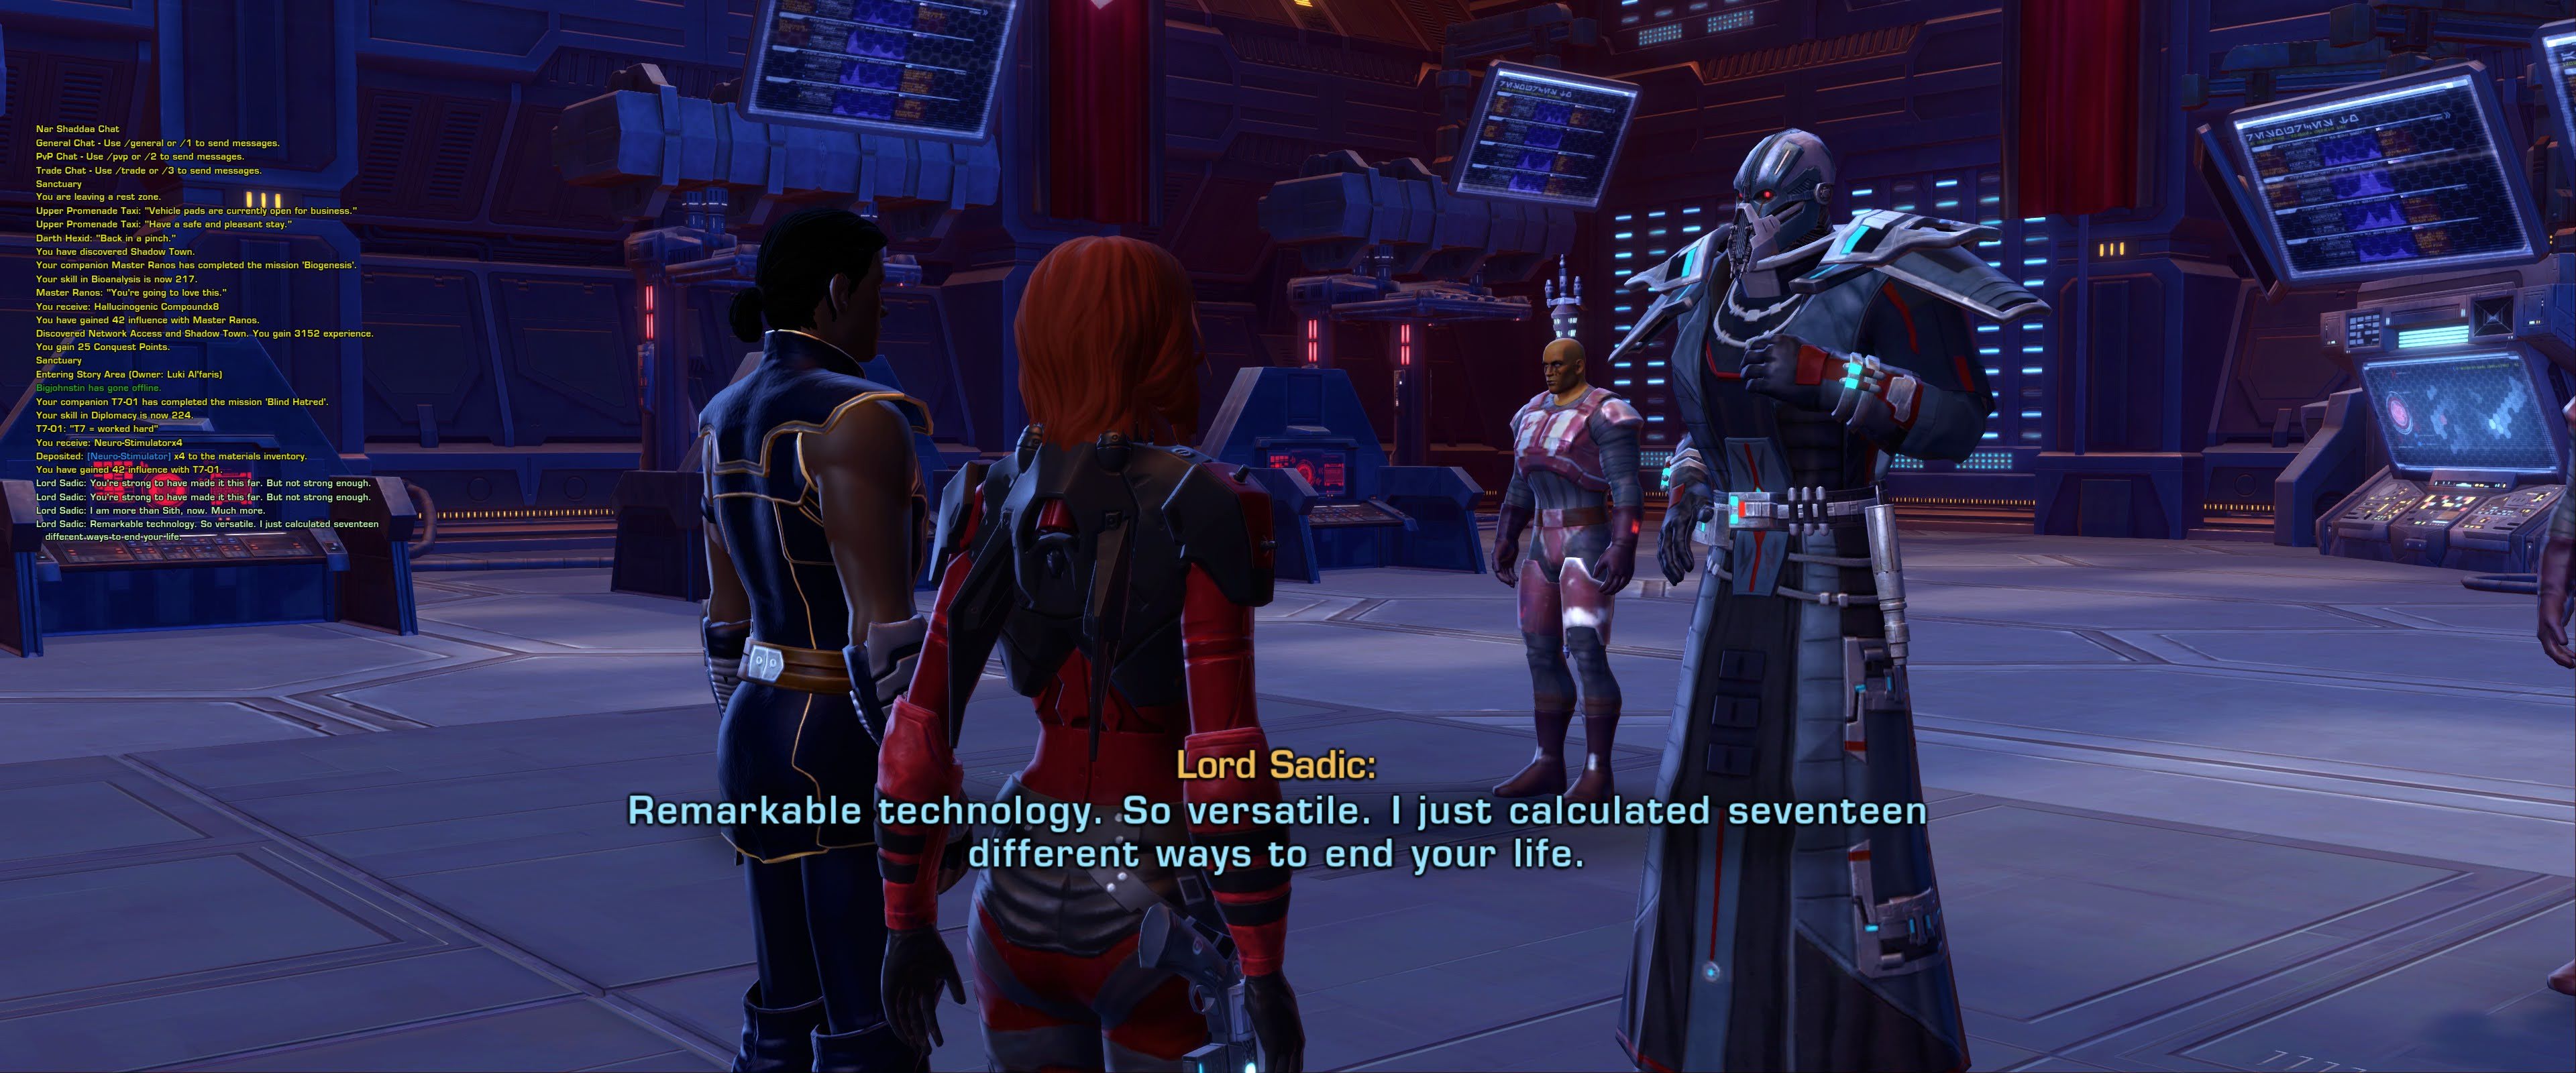 Nar Shaddaa Chat
General Chat - Use /general or /1 to send messages.
PvP Chat - Use /pvp or /2 to send messages.
Trade Chat - Use /trade or /3 to send messages.
Sanctuary
You are leaving a rest zone.
Upper Promenade Taxi: "Vehicle pads are currently open for business."
Upper Promenade Taxi: "Have a safe and pleasant stay."
Darth Hexid: "Back in a pinch."
You have discovered Shadow Town.
Your companion Master Ranos has completed the mission 'Biogenesis'.
Your skill in Bioanalysis is now 217.
Master Ranos: "You're going to love this."
You receive: Hallucinogenic Compoundx8
You have gained 42 influence with Master Ranos.
Discovered Network Access and Shadow Town. You gain 3152 experience.
You gain 25 Conquest Points.
Sanctuary
Entering Story Area (Owner: Luki Al'faris)
Bigjohnstin has gone offline.
Your companion T7-01 has completed the mission 'Blind Hatred'.
Your skill in Diplomacy is now 224.
T7-01: "T7 = worked hard"
You receive: Neuro-Stimulatorx4
Deposited: [Neuro-Stimulator] x4 to the materials inventory.
You have gained 42 influence with T7-01.
Lord Sadic: You're strong to have made it this far. But not strong enough.
Lord Sadic: You're strong to have made it this far. But not strong enough.
Lord Sadic: I am more than Sith, now. Much more.
Lord Sadic: Remarkable technology. So versatile. I just calculated seventeen
different ways to end your life.
Lord Sadic:
Remarkable technology. So versatile. I just calculated seventeen
different ways to end your life.